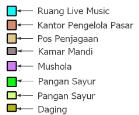 Ruang Live Music
Kantor Pengelola Pasar
Pos Penjagaan
Kamar Mandi
Mushola
Pangan Sayur
Pangan Sayur
Daging